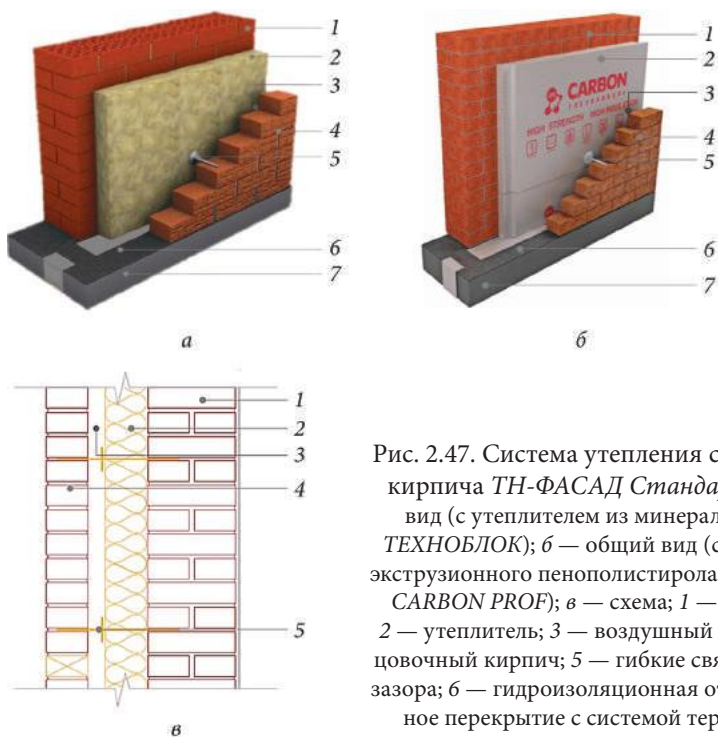 1
2
3
4
5
6
7
а
CARBON
1
2
3
4
5
6
7
б
1
2
3
4
5
в
Рис. 2.47. Система утепления с
кирпича ТН-ФАСАД Станда
вид (с утеплителем из минерал
ТЕХНОБЛОК); б — общий вид (с
экструзионного пенополистирола
CARBON PROF); в — схема; 1 —
2 — утеплитель; 3 — воздушный
цовочный кирпич; 5 — гибкие свя
зазора; 6 — гидроизоляционная от
ное перекрытие с системой тер